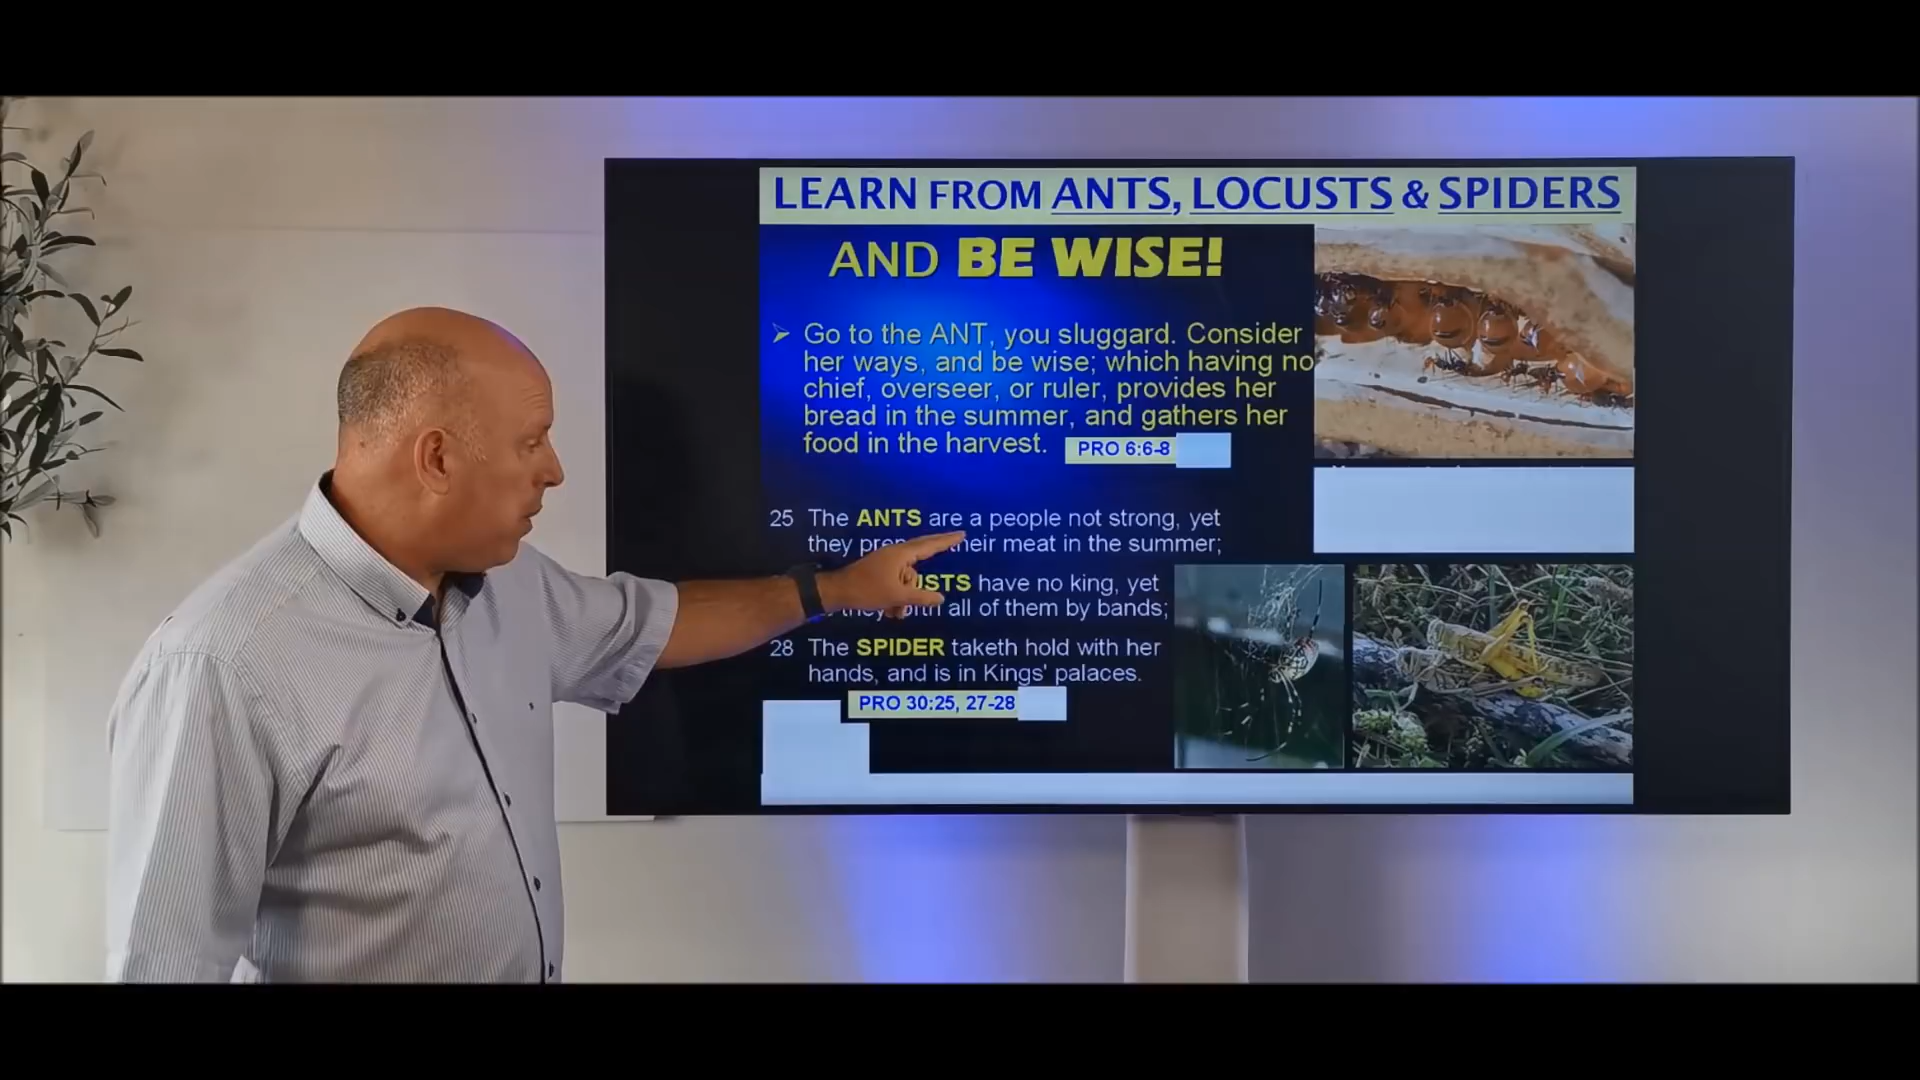 LEARN FROM ANTS, LOCUSTS & SPIDERS
AND BE WISE!
➢ Go to the ANT, you sluggard. Consider
her ways, and be wise; which having no
chief, overseer, or ruler, provides her
bread in the summer, and gathers her
food in the harvest. PRO 6:6-8
25 The ANTS are a people not strong, yet
they their meat in the summer;
have no king, yet
they all of them by bands;
28 The SPIDER taketh hold with her
hands, and is in Kings' palaces.
PRO 30:25, 27-28